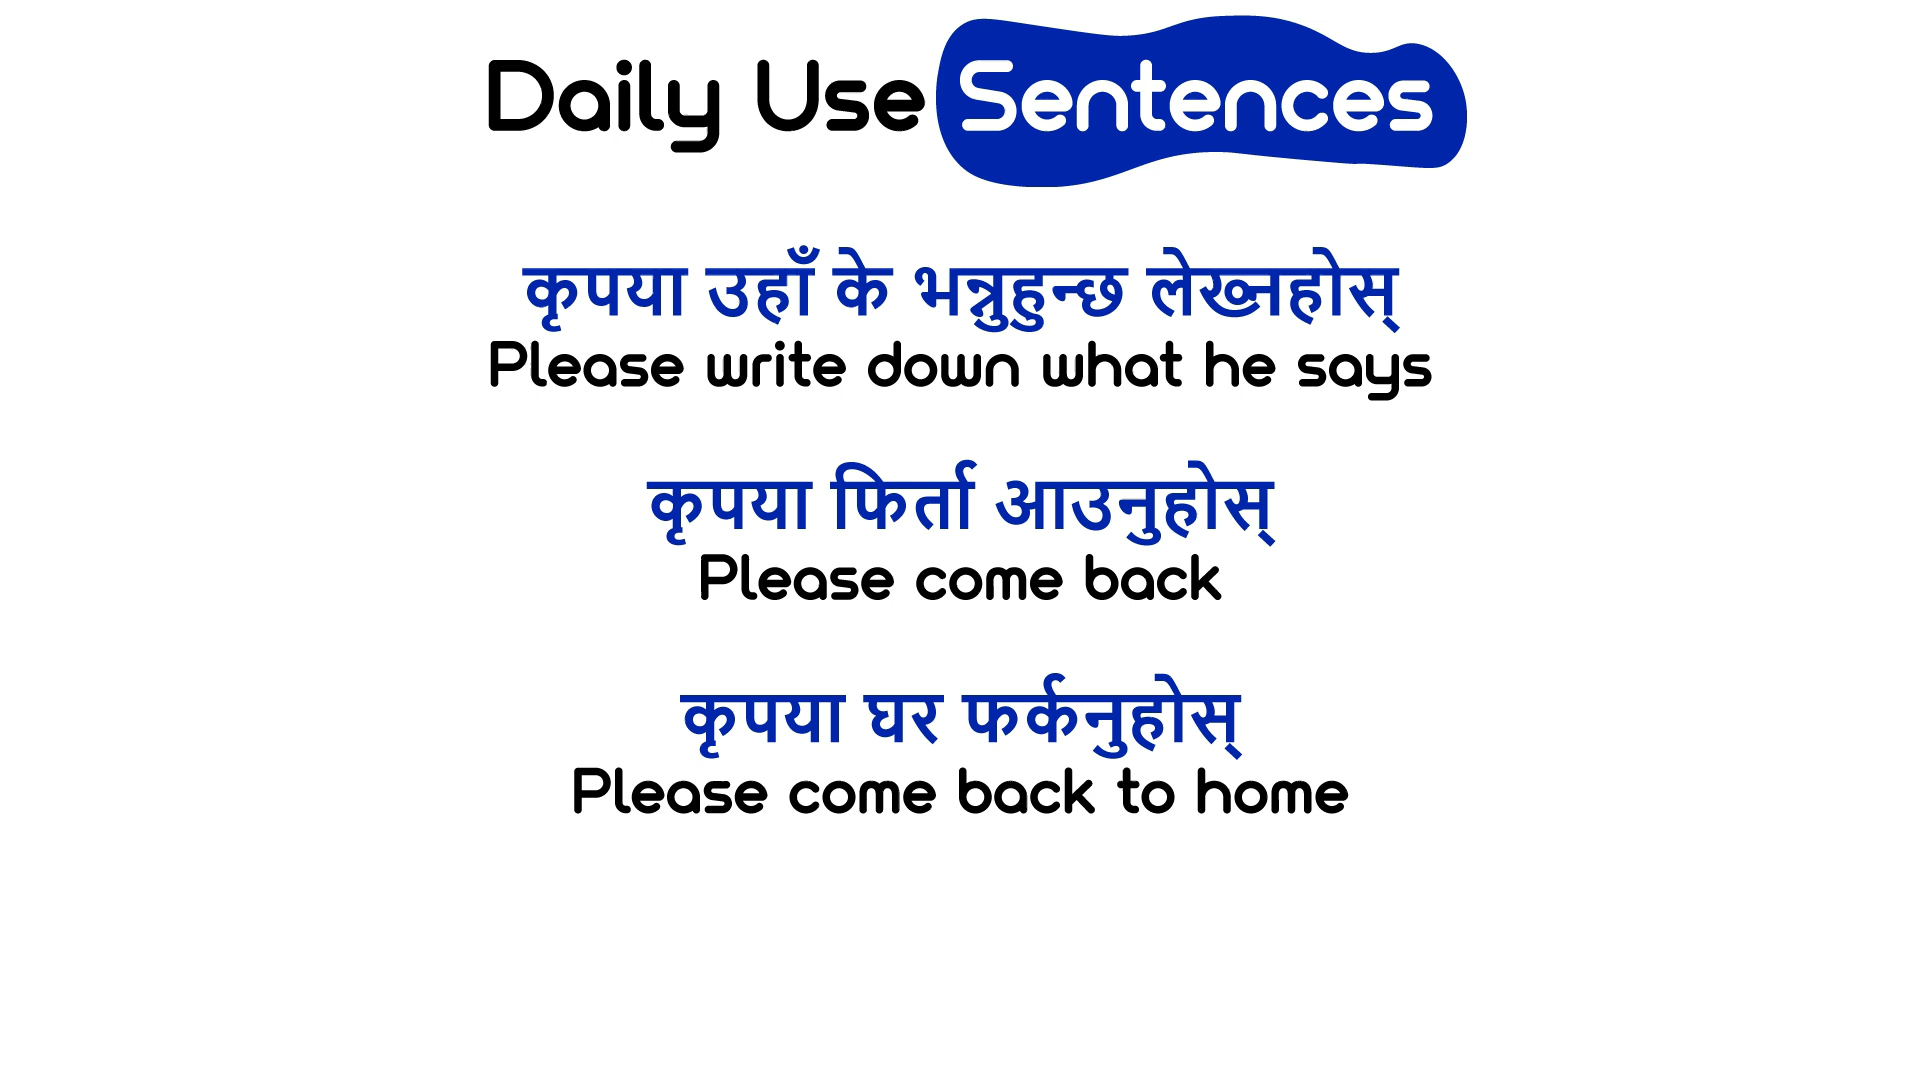 Daily Use Sentences
कृपया उहाँ के भन्नुहुन्छ लेख्नहोस्
Please write down what he says
कृपया फिर्ता आउनुहोस्
Please come back
कृपया घर फर्कनुहोस्
Please come back to home